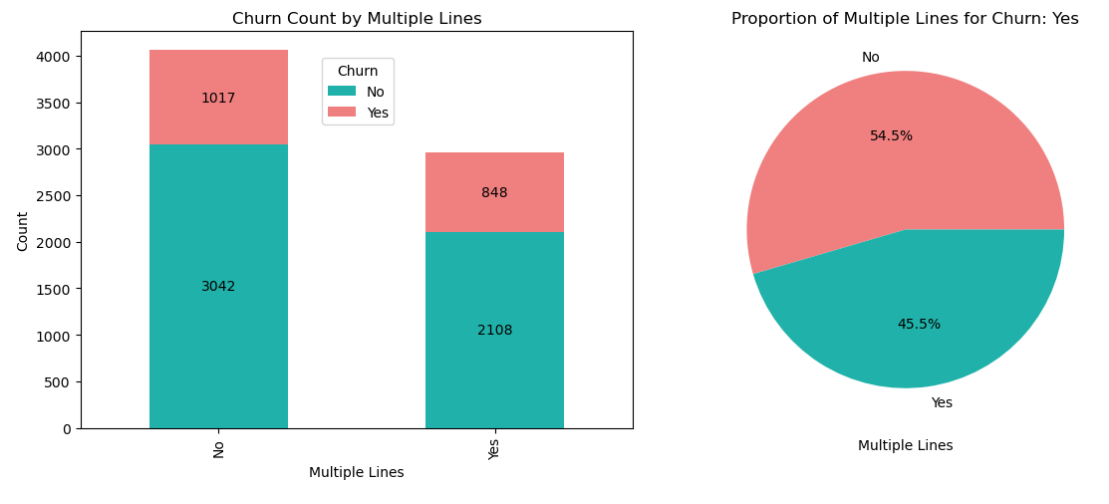 Churn Count by Multiple Lines
Count
4000
3500
3000
2500
2000
1500
1000
500
0
1017
3042
848
2108
Churn
No
Yes
No
Yes
Multiple Lines
Proportion of Multiple Lines for Churn: Yes
No
54.5%
45.5%
Yes
Multiple Lines